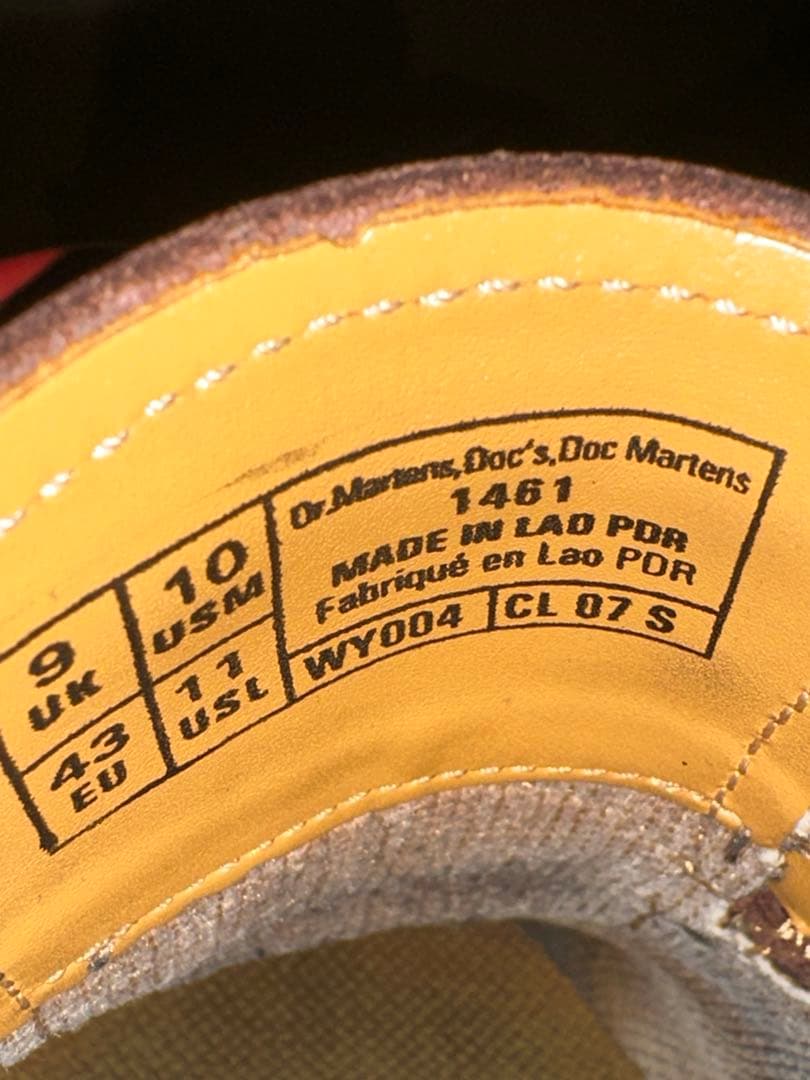 Dr.Martens,Doc's,Doc Martens
1461
MADE IN LAO PDR
Fabriqué en Lao PDR
WY004 CL 07 S
9 UK
10 USM
43 EU
11 USL